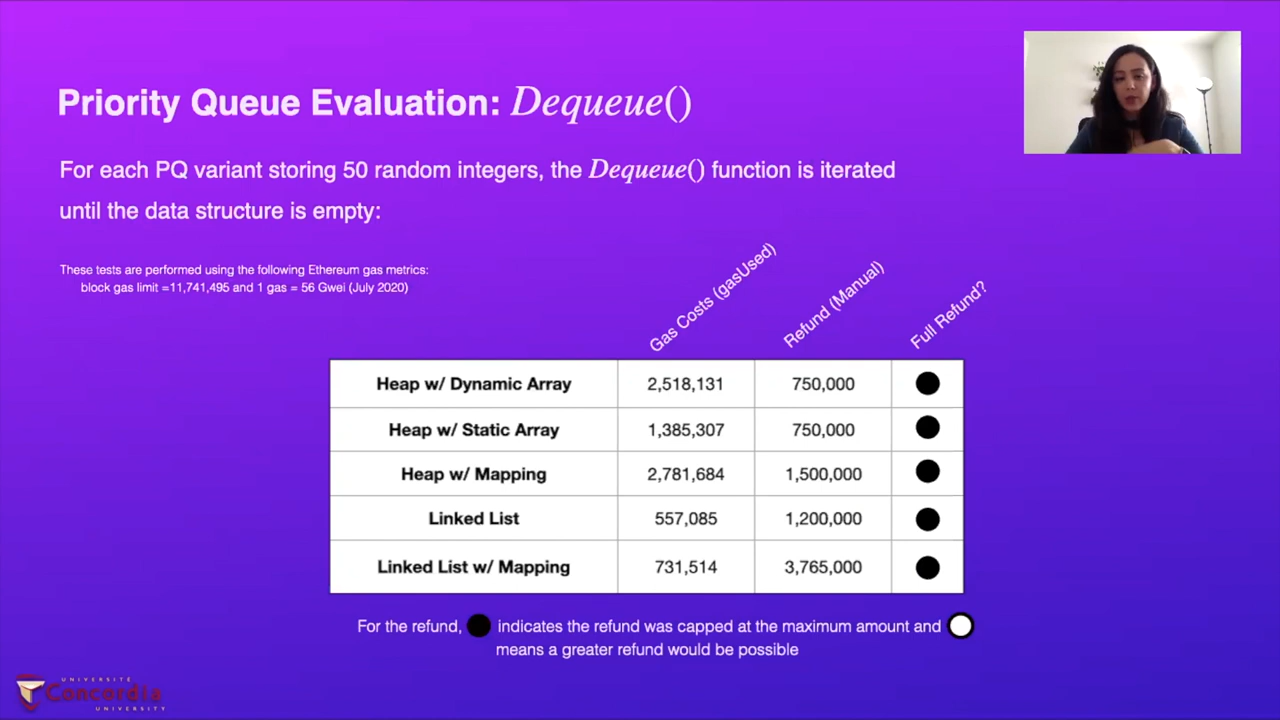 Priority Queue Evaluation: Dequeue()
For each PQ variant storing 50 random integers, the Dequeue() function is iterated
until the data structure is empty:
These tests are performed using the following Ethereum gas metrics:
block gas limit =11,741,495 and 1 gas = 56 Gwei (July 2020)
Gas Costs (gasUsed)
Refund (Manual)
Full Refund?
Heap w/ Dynamic Array 2,518,131 750,000
Heap w/ Static Array 1,385,307 750,000
Heap w/ Mapping 2,781,684 1,500,000
Linked List 557,085 1,200,000
Linked List w/ Mapping 731,514 3,765,000
For the refund, indicates the refund was capped at the maximum amount and
means a greater refund would be possible
UNIVERSITÉ
Concordia
UNIVERSITY